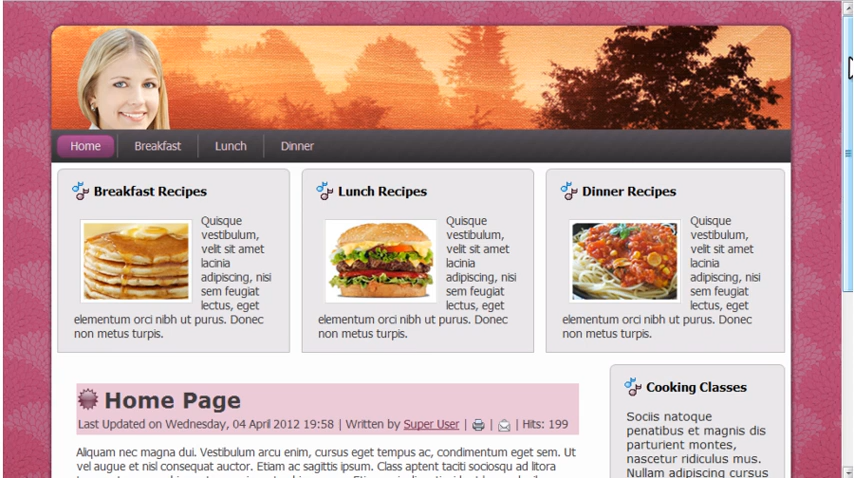 Home Breakfast Lunch Dinner
Breakfast Recipes
Quisque
vestibulum,
velit sit amet
lacinia
adipiscing, nisi
sem feugiat
lectus, eget
elementum orci nibh ut purus. Donec
non metus turpis.
Lunch Recipes
Quisque
vestibulum,
velit sit amet
lacinia
adipiscing, nisi
sem feugiat
lectus, eget
elementum orci nibh ut purus. Donec
non metus turpis.
Dinner Recipes
Quisque
vestibulum,
velit sit amet
lacinia
adipiscing, nisi
sem feugiat
lectus, eget
elementum orci nibh ut purus. Donec
non metus turpis.
Home Page
Last Updated on Wednesday, 04 April 2012 19:58 | Written by Super User | | | Hits: 199
Aliquam nec magna dui. Vestibulum arcu enim, cursus eget tempus ac, condimentum eget sem. Ut
vel augue et nisl consequat auctor. Etiam ac sagittis ipsum. Class aptent taciti sociosqu ad litora
Cooking Classes
Sociis natoque
penatibus et magnis dis
parturient montes,
nascetur ridiculus mus.
Nullam adipiscing cursus